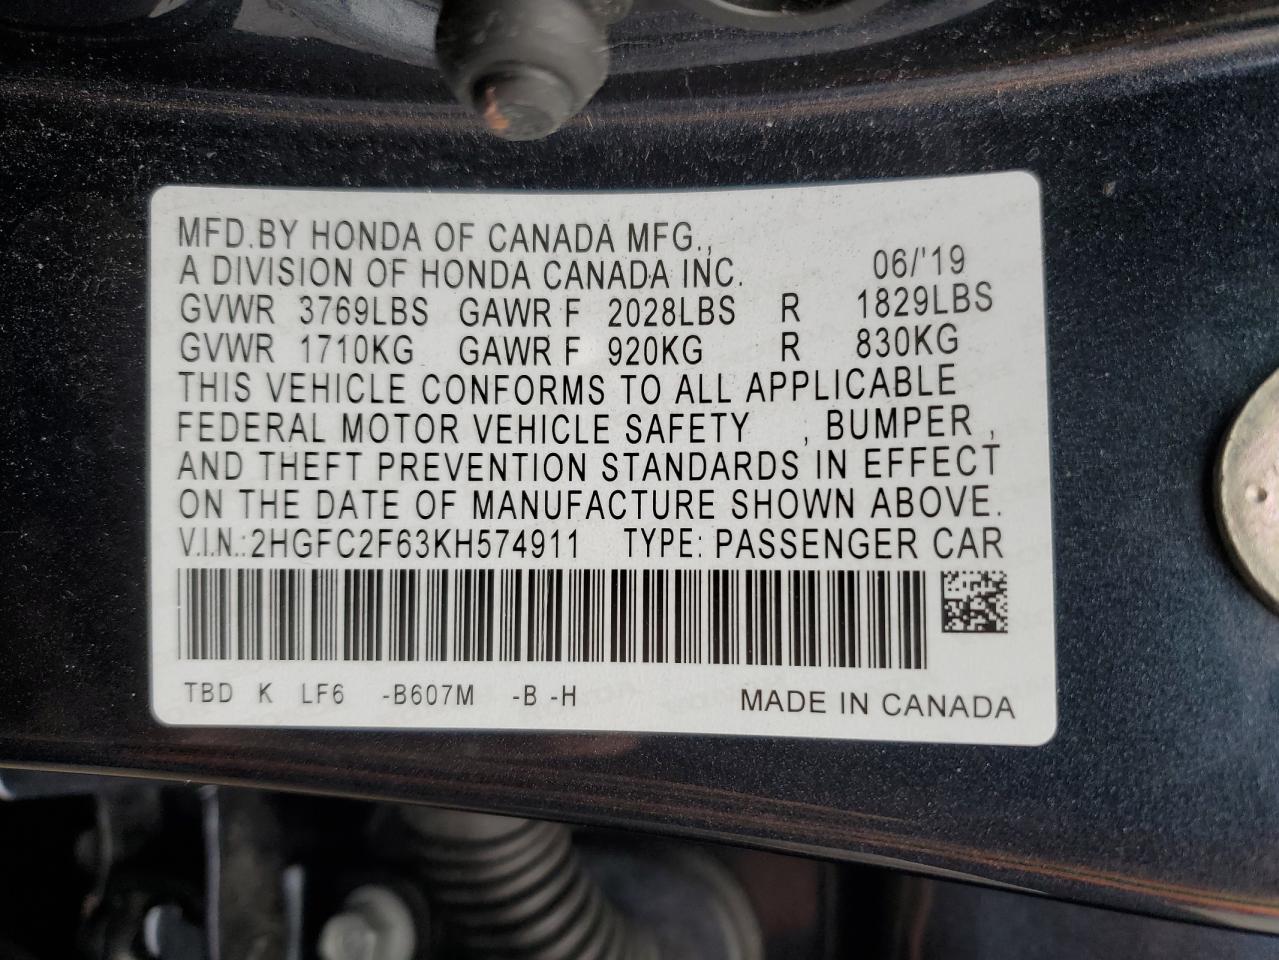 MFD.BY HONDA OF CANADA MFG.,
A DIVISION OF HONDA CANADA INC. 06/'19
GVWR 3769LBS GAWR F 2028LBS R 1829LBS
GVWR 1710KG GAWR F 920KG R 830KG
THIS VEHICLE CONFORMS TO ALL APPLICABLE
FEDERAL MOTOR VEHICLE SAFETY , BUMPER ,
AND THEFT PREVENTION STANDARDS IN EFFECT
ON THE DATE OF MANUFACTURE SHOWN ABOVE.
V.I.N.:2HGFC2F63KH574911 TYPE: PASSENGER CAR
TBD K LF6 -B607M -B -H MADE IN CANADA